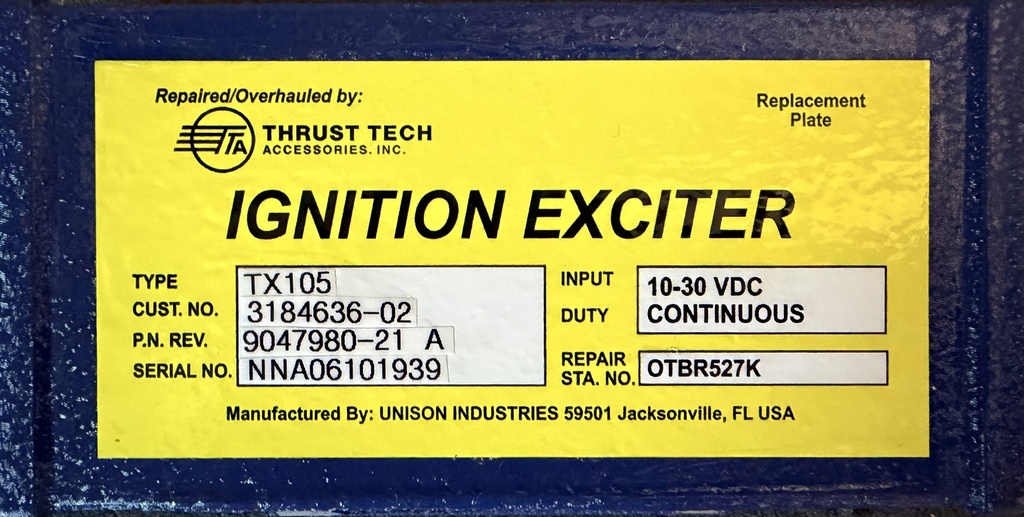 Repaired/Overhauled by:
TTA THRUST TECH
ACCESSORIES. INC.
Replacement
Plate
IGNITION EXCITER
TYPE TX105
CUST. NO. 3184636-02
P.N. REV. 9047980-21 A
SERIAL NO. NNA06101939
INPUT 10-30 VDC
DUTY CONTINUOUS
REPAIR
STA. NO. OTBR527K
Manufactured By: UNISON INDUSTRIES 59501 Jacksonville, FL USA